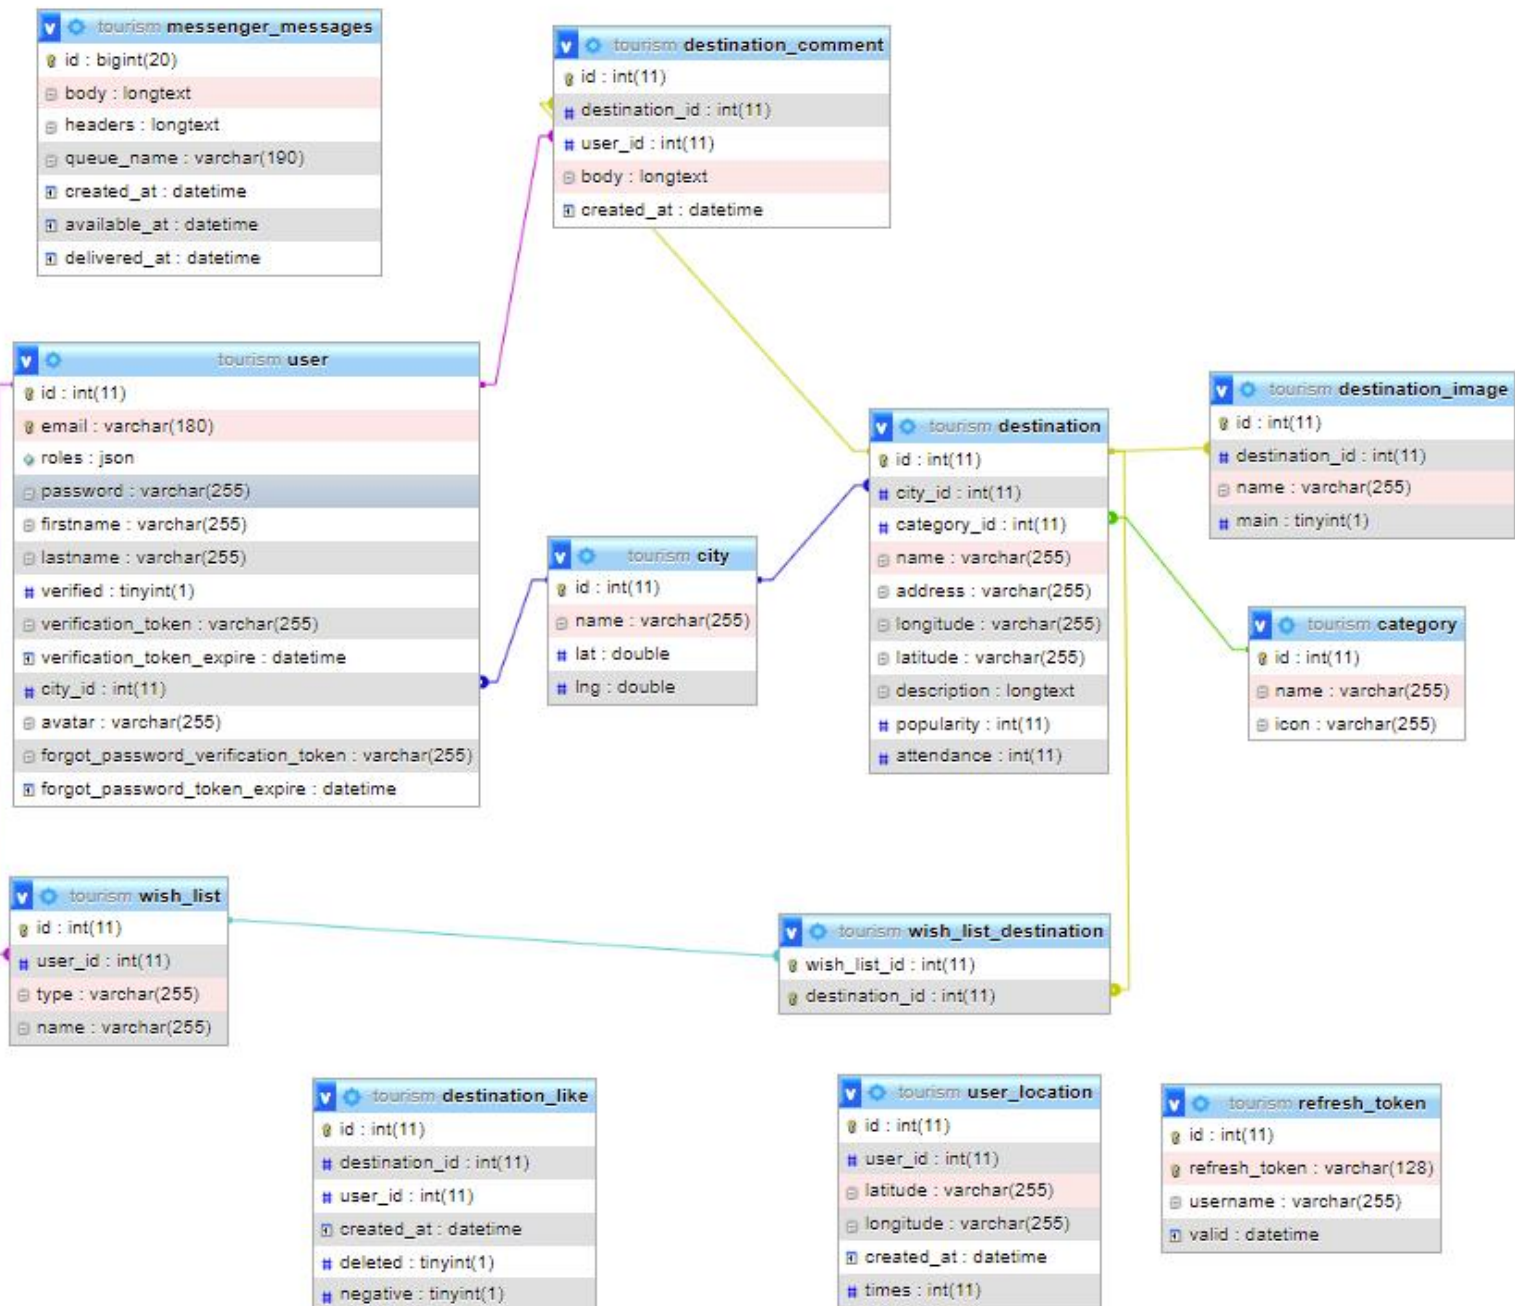 tourism messenger_messages
id : bigint(20)
body : longtext
headers : longtext
queue_name : varchar(190)
created_at : datetime
available_at : datetime
delivered_at : datetime
tourism destination_comment
id : int(11)
destination_id : int(11)
user_id : int(11)
body : longtext
created_at : datetime
tourism user
id : int(11)
email : varchar(180)
roles : json
password : varchar(255)
firstname : varchar(255)
lastname : varchar(255)
verified : tinyint(1)
verification_token : varchar(255)
verification_token_expire : datetime
city_id : int(11)
avatar : varchar(255)
forgot_password_verification_token : varchar(255)
forgot_password_token_expire : datetime
tourism city
id : int(11)
name : varchar(255)
lat : double
lng : double
tourism destination
id : int(11)
city_id : int(11)
category_id : int(11)
name : varchar(255)
address : varchar(255)
longitude : varchar(255)
latitude : varchar(255)
description : longtext
popularity : int(11)
attendance : int(11)
tourism destination_image
id : int(11)
destination_id : int(11)
name : varchar(255)
main : tinyint(1)
tourism category
id : int(11)
name : varchar(255)
icon : varchar(255)
tourism wish_list
id : int(11)
user_id : int(11)
type : varchar(255)
name : varchar(255)
tourism wish_list_destination
wish_list_id : int(11)
destination_id : int(11)
tourism destination_like
id : int(11)
destination_id : int(11)
user_id : int(11)
created_at : datetime
deleted : tinyint(1)
negative : tinyint(1)
tourism user_location
id : int(11)
user_id : int(11)
latitude : varchar(255)
longitude : varchar(255)
created_at : datetime
times : int(11)
tourism refresh_token
id : int(11)
refresh_token : varchar(128)
username : varchar(255)
valid : datetime